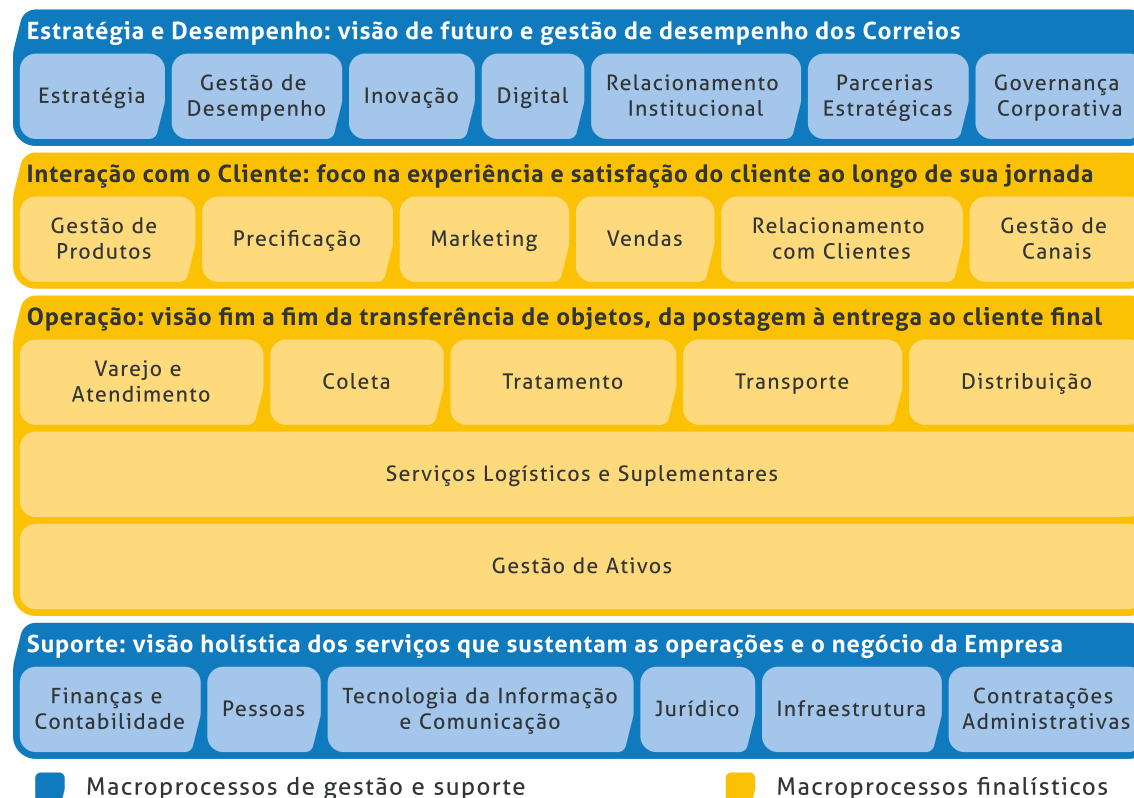 Estratégia e Desempenho: visão de futuro e gestão de desempenho dos Correios
Estratégia
Gestão de
Desempenho
Inovação
Digital
Relacionamento
Institucional
Parcerias
Estratégicas
Governança
Corporativa
Interação com o Cliente: foco na experiência e satisfação do cliente ao longo de sua jornada
Gestão de
Produtos
Precificação
Marketing
Vendas
Relacionamento
com Clientes
Gestão de
Canais
Operação: visão fim a fim da transferência de objetos, da postagem à entrega ao cliente final
Varejo e
Atendimento
Coleta
Tratamento
Transporte
Distribuição
Serviços Logísticos e Suplementares
Gestão de Ativos
Suporte: visão holística dos serviços que sustentam as operações e o negócio da Empresa
Finanças e
Contabilidade
Pessoas
Tecnologia da Informação
e Comunicação
Jurídico
Infraestrutura
Contratações
Administrativas
Macroprocessos de gestão e suporte
Macroprocessos finalísticos